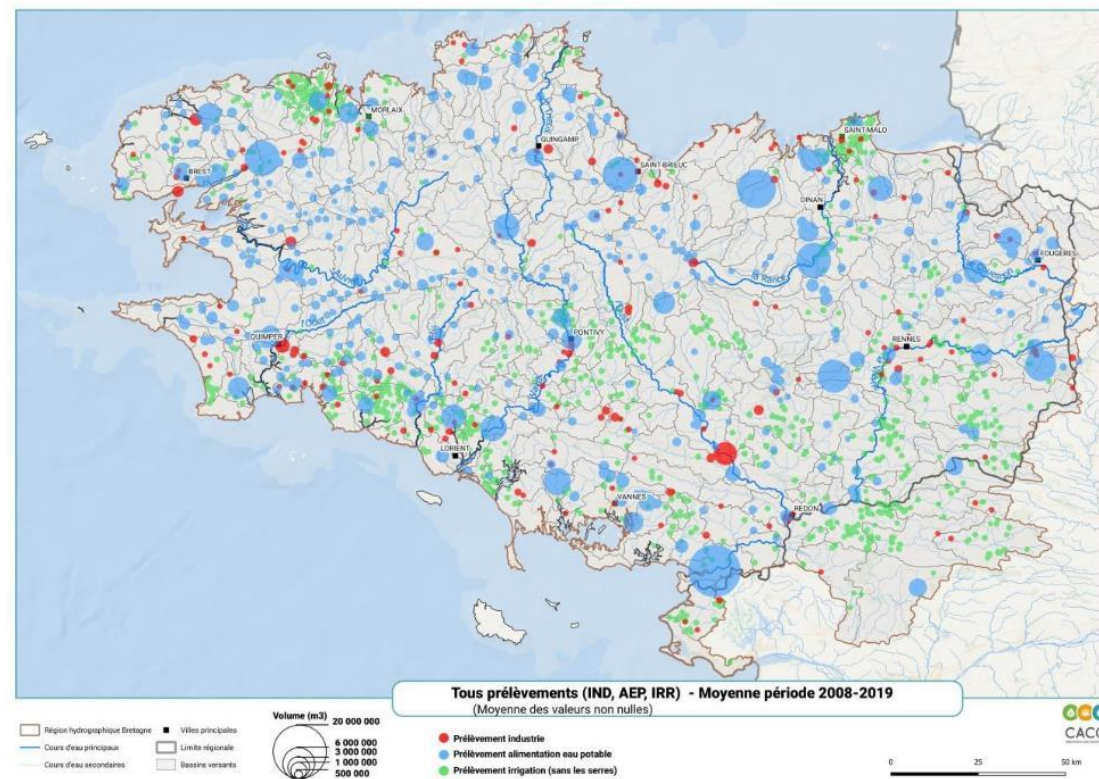 MORLAIX
GUINGAMP
SAINT-MALO
BREST
SAINT-BRIEUC
DINAN
FOUGERES
la Rance
l'Odet
QUIMPER
PONTIVY
RENNES
LORIENT
VANNES
REDON
Tous prélèvements (IND, AEP, IRR) - Moyenne période 2008-2019
(Moyenne des valeurs non nulles)
Région hydrographique Bretagne
Cours d'eau principaux
Cours d'eau secondaires
Villes principales
Limite régionale
Bassins versants
Volume (m3)
20 000 000
6 000 000
3 000 000
1 000 000
500 000
Prélèvement industrie
Prélèvement alimentation eau potable
Prélèvement irrigation (sans les serres)
0 25 50 km